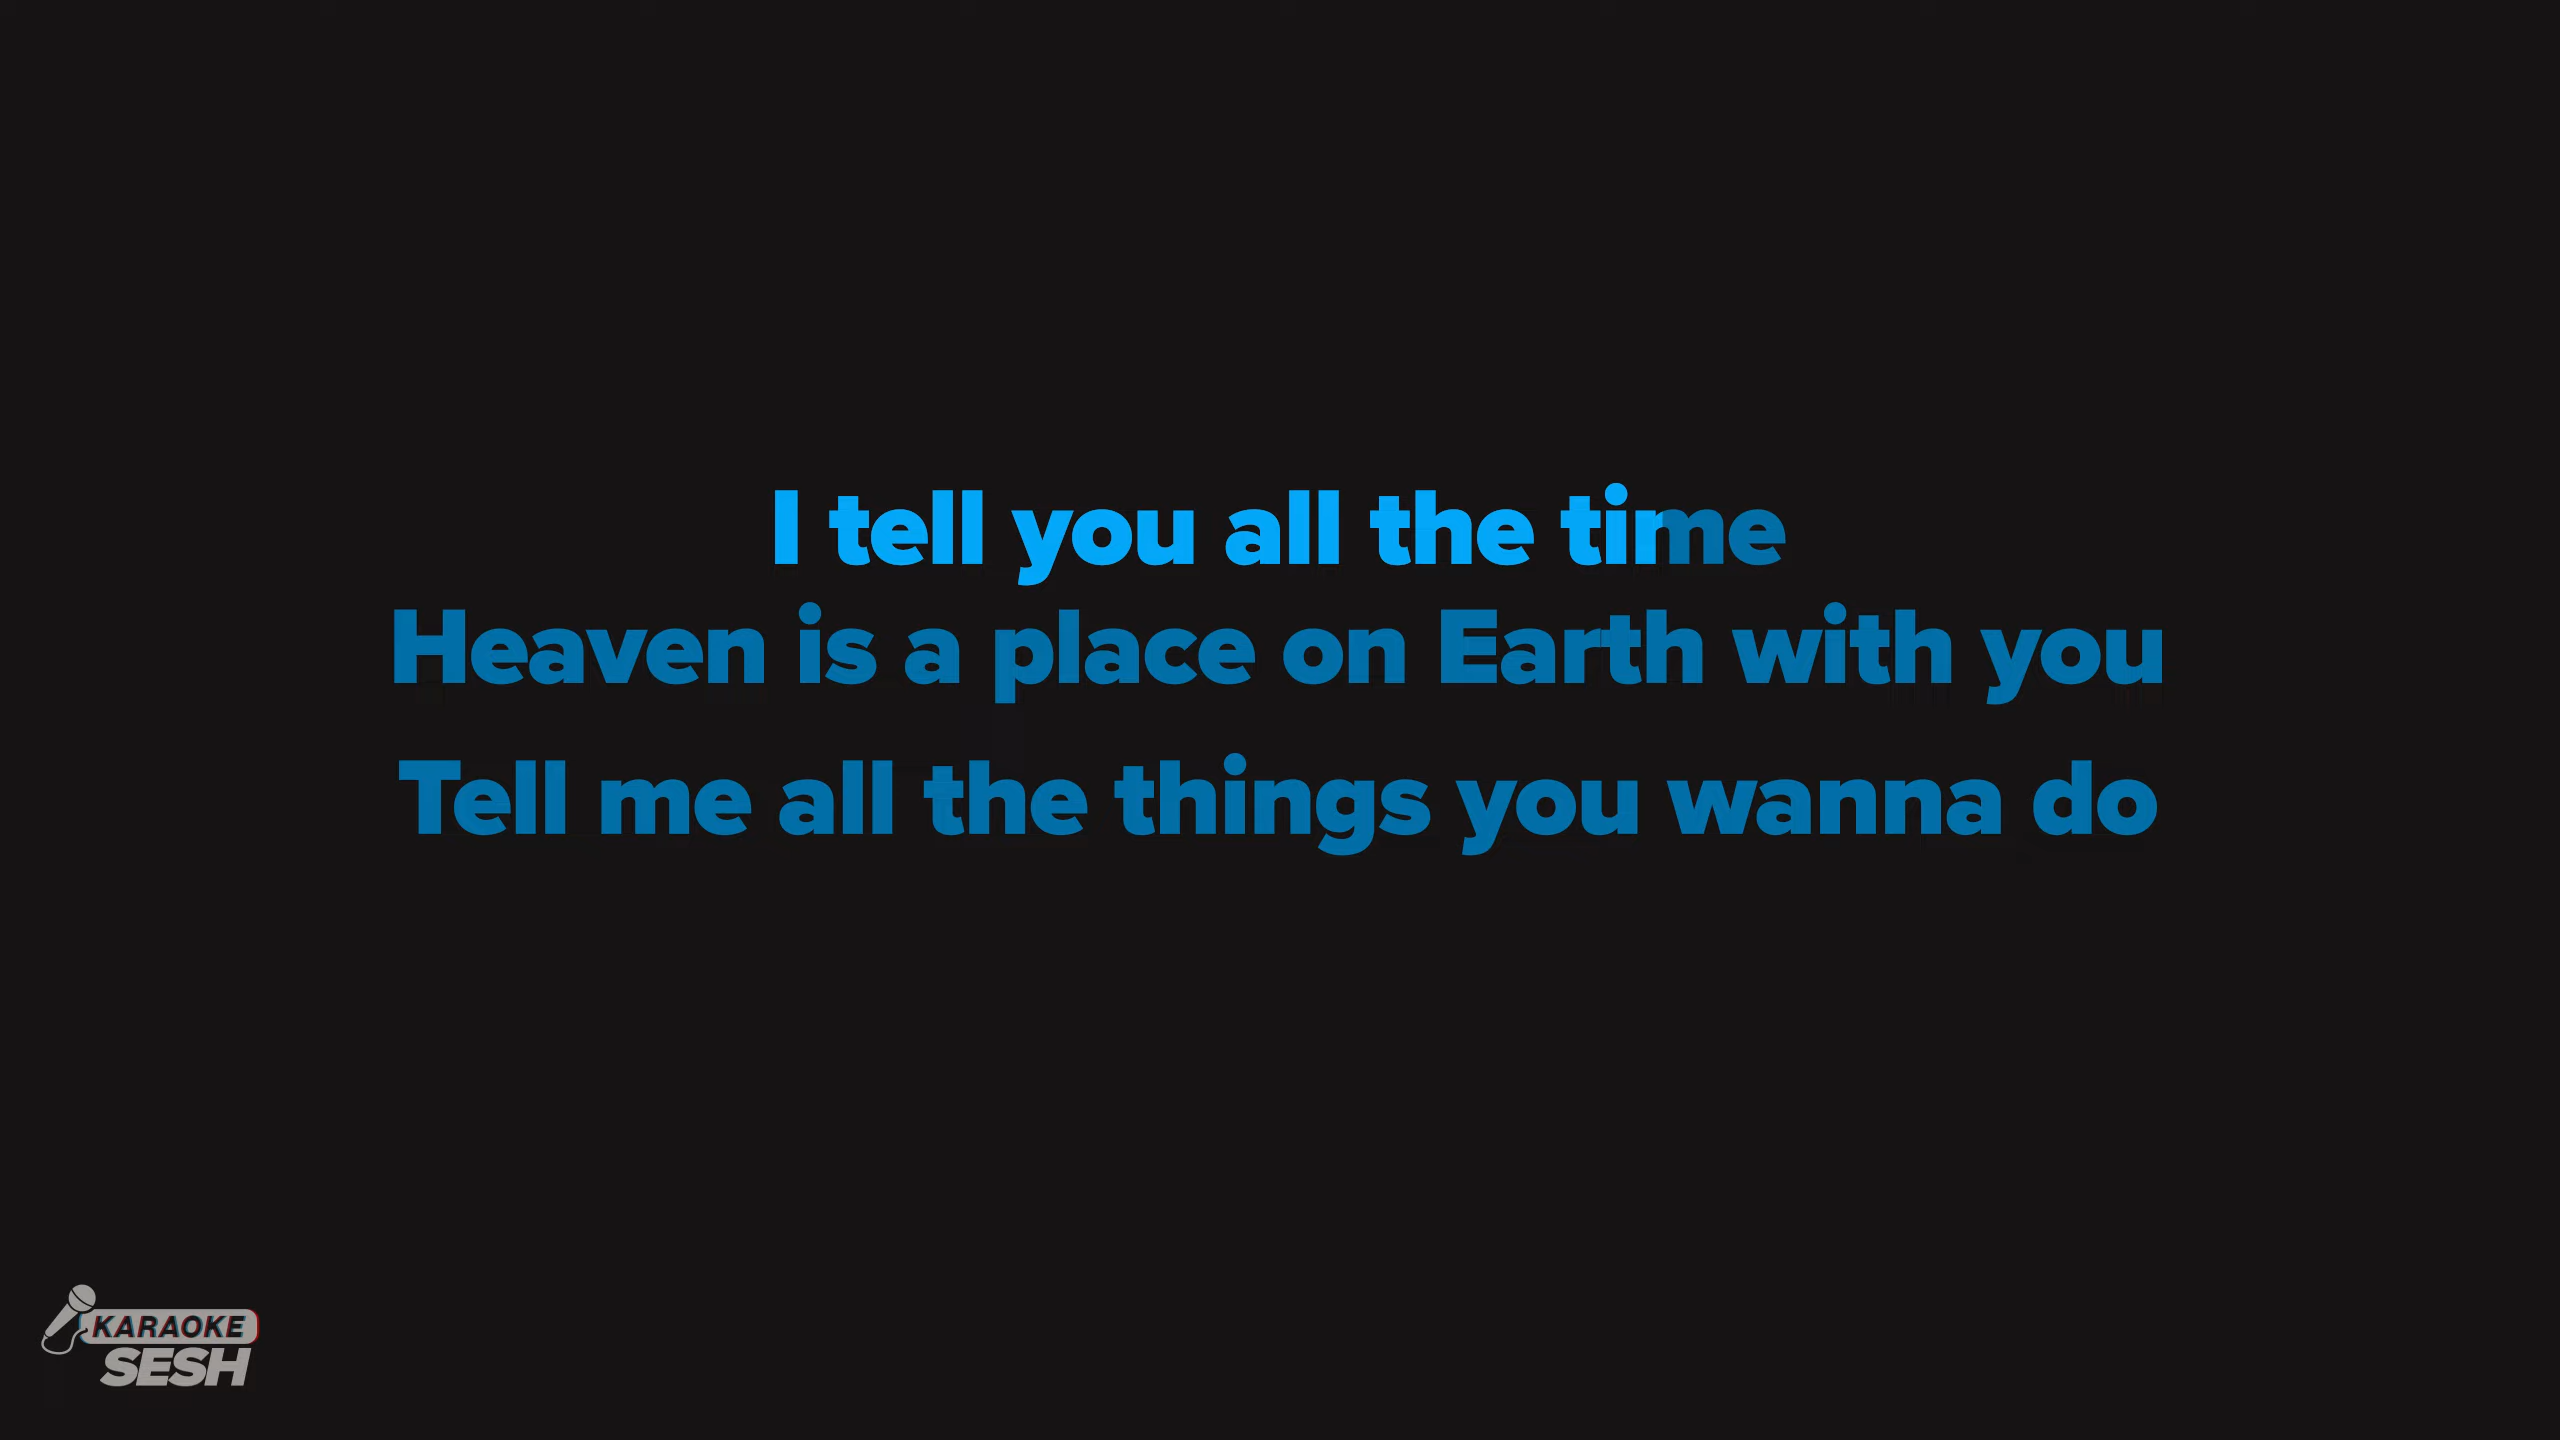 I tell you all the time
Heaven is a place on Earth with you
Tell me all the things you wanna do
KARAOKE
SESH